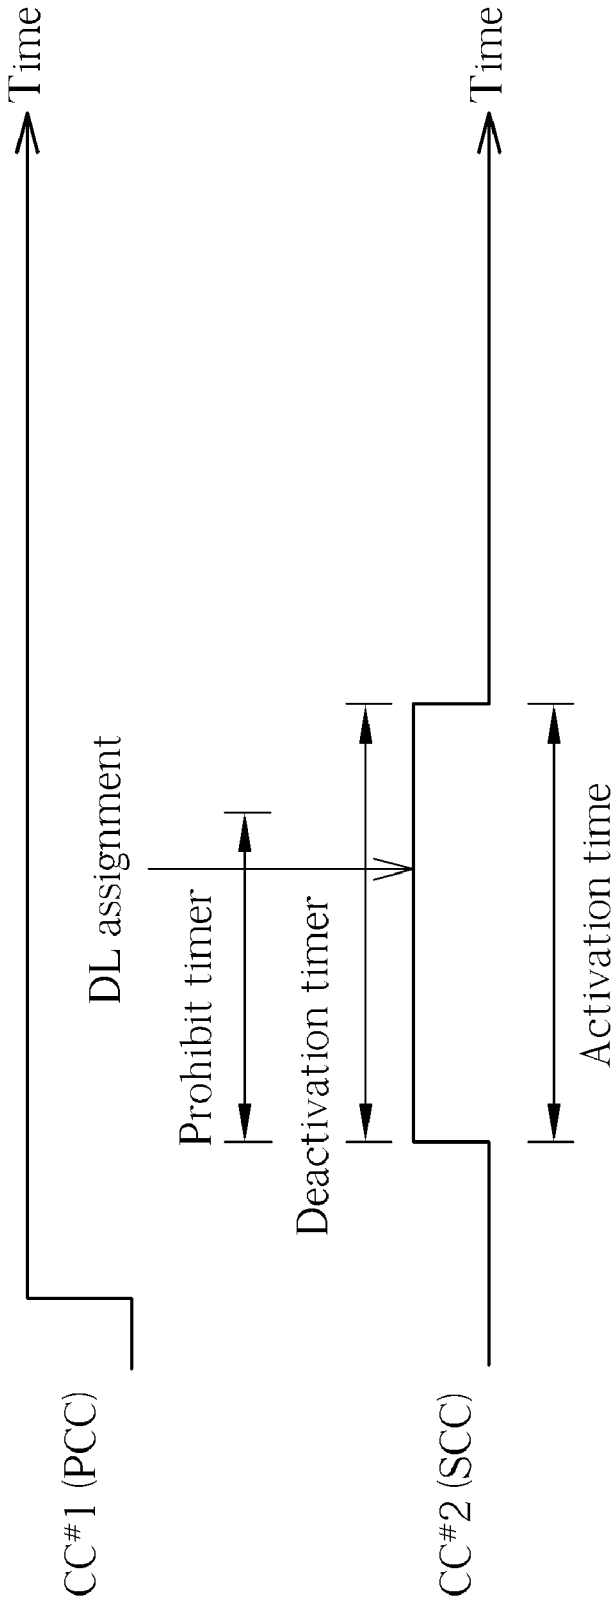 CC#1 (PCC)
Time
DL assignment
Prohibit timer
Deactivation timer
CC#2 (SCC)
Time
Activation time